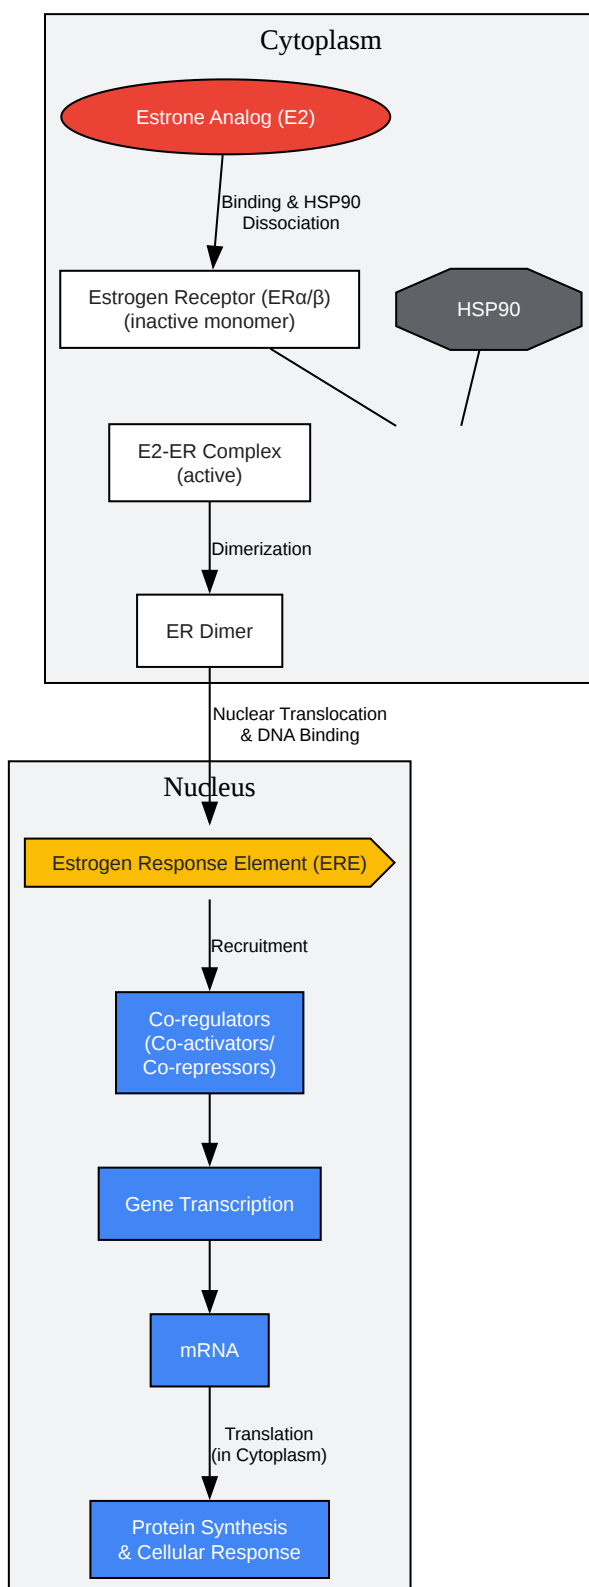 Cytoplasm
Estrone Analog (E2)
Binding & HSP90
Dissociation
Estrogen Receptor (ERα/β)
(inactive monomer)
HSP90
E2-ER Complex
(active)
Dimerization
ER Dimer
Nuclear Translocation
& DNA Binding
Nucleus
Estrogen Response Element (ERE)
Recruitment
Co-regulators
(Co-activators/
Co-repressors)
Gene Transcription
mRNA
Translation
(in Cytoplasm)
Protein Synthesis
& Cellular Response